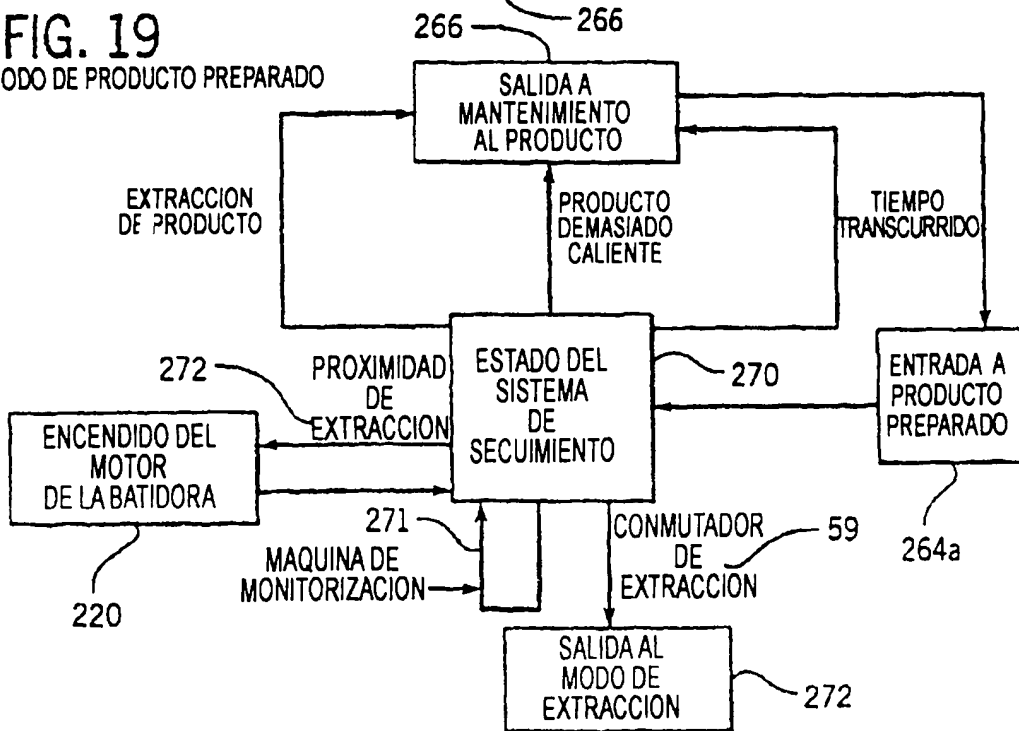 266
FIG. 19
ODO DE PRODUCTO PREPARADO
266
SALIDA A
MANTENIMIENTO
AL PRODUCTO
EXTRACCION
DE PRODUCTO
PRODUCTO
DEMASIADO
CALIENTE
TIEMPO
TRANSCURRIDO
272
PROXIMIDAD
DE
EXTRACCION
ESTADO DEL
SISTEMA
DE
SECUIMIENTO
270
ENTRADA A
PRODUCTO
PREPARADO
264a
ENCENDIDO DEL
MOTOR
DE LA BATIDORA
220
271
MAQUINA DE
MONITORIZACION
CONMUTADOR
DE
EXTRACCION
59
SALIDA AL
MODO DE
EXTRACCION
272